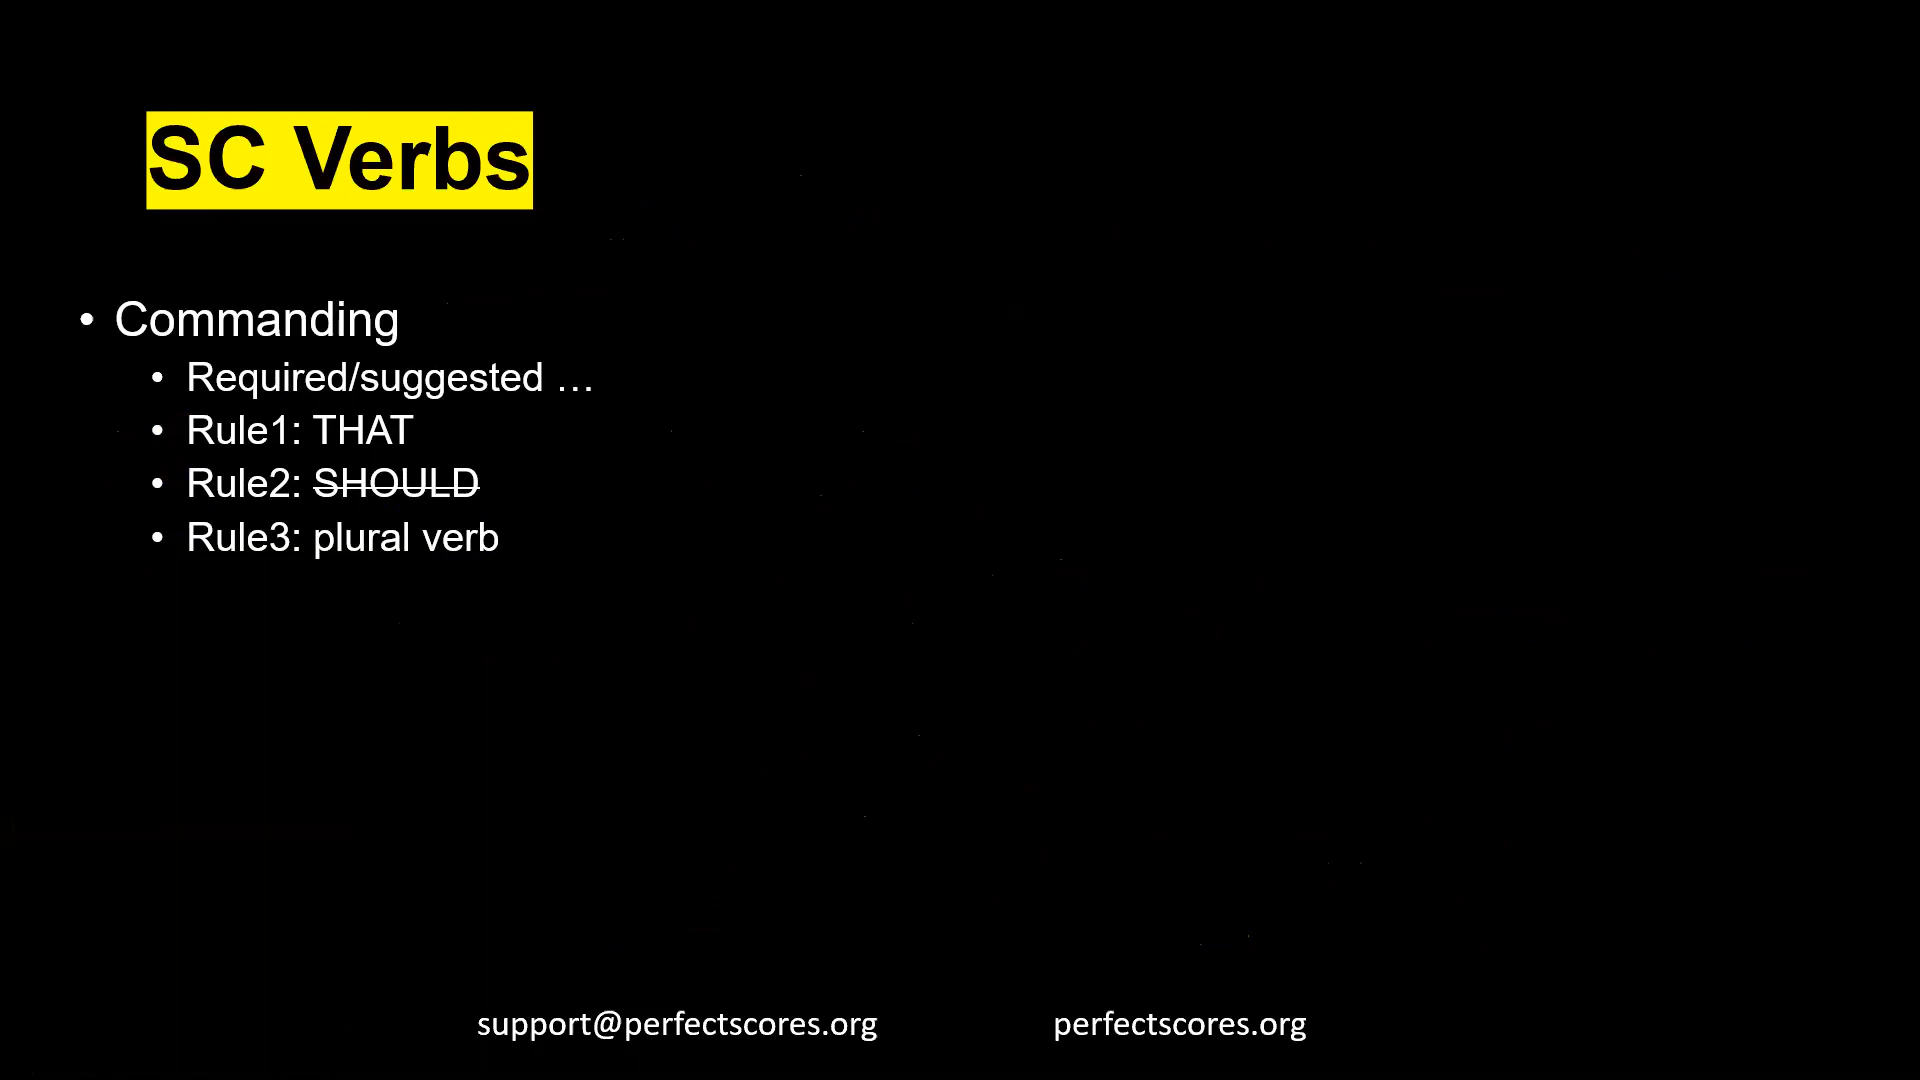 SC Verbs
• Commanding
• Required/suggested …
• Rule1: THAT
• Rule2: SHOULD
• Rule3: plural verb
support@perfectscores.org perfectscores.org